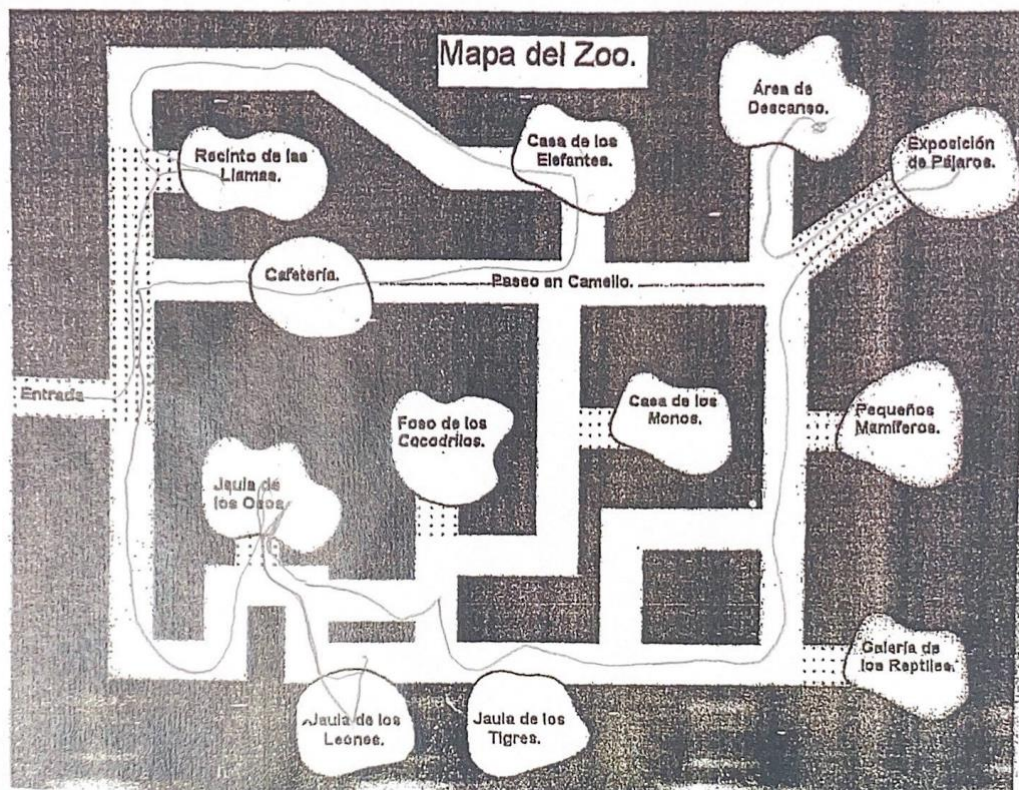 Mapa del Zoo.
Área de
Descanso.
Exposición
de Pájaros.
Casa de los
Elefantes.
Recinto de las
Llamas.
Cafetería.
Paseo en Camello.
Entrada
Foso de los
Cocodrilos.
Casa de los
Monos.
Pequeños
Mamíferos.
Jaula de
los Osos.
Galería de
los Reptiles.
Jaula de los
Leones.
Jaula de los
Tigres.